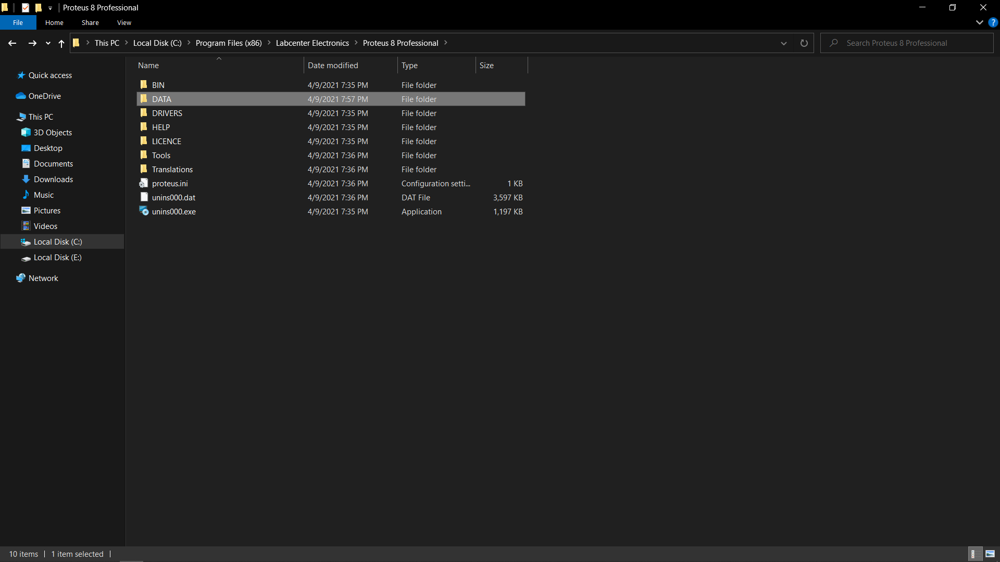 Proteus 8 Professional
File Home Share View
This PC Local Disk (C:) Program Files (x86) Labcenter Electronics Proteus 8 Professional
Search Proteus 8 Professional
Quick access
OneDrive
This PC
3D Objects
Desktop
Documents
Downloads
Music
Pictures
Videos
Local Disk (C:)
Local Disk (E:)
Network
Name Date modified Type Size
BIN 4/9/2021 7:35 PM File folder
DATA 4/9/2021 7:57 PM File folder
DRIVERS 4/9/2021 7:35 PM File folder
HELP 4/9/2021 7:35 PM File folder
LICENCE 4/9/2021 7:35 PM File folder
Tools 4/9/2021 7:36 PM File folder
Translations 4/9/2021 7:36 PM File folder
proteus.ini 4/9/2021 7:36 PM Configuration setti... 1 KB
unins000.dat 4/9/2021 7:36 PM DAT File 3,597 KB
unins000.exe 4/9/2021 7:35 PM Application 1,197 KB
10 items 1 item selected